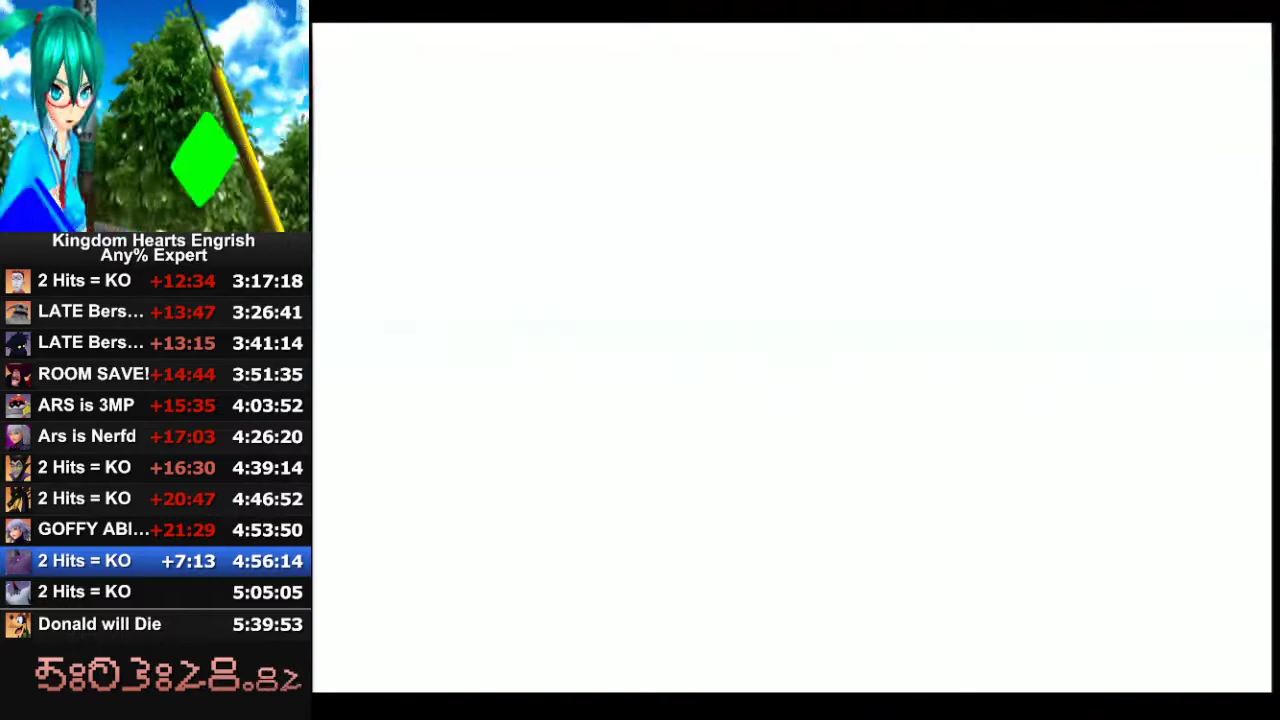 Kingdom Hearts Engrish
Any% Expert
2 Hits = KO +12:34 3:17:18
LATE Bers... +13:47 3:26:41
LATE Bers... +13:15 3:41:14
ROOM SAVE! +14:44 3:51:35
ARS is 3MP +15:35 4:03:52
Ars is Nerfd +17:03 4:26:20
2 Hits = KO +16:30 4:39:14
2 Hits = KO +20:47 4:46:52
GOFFY ABI... +21:29 4:53:50
2 Hits = KO +7:13 4:56:14
2 Hits = KO 5:05:05
Donald will Die 5:39:53
5:03:28.82